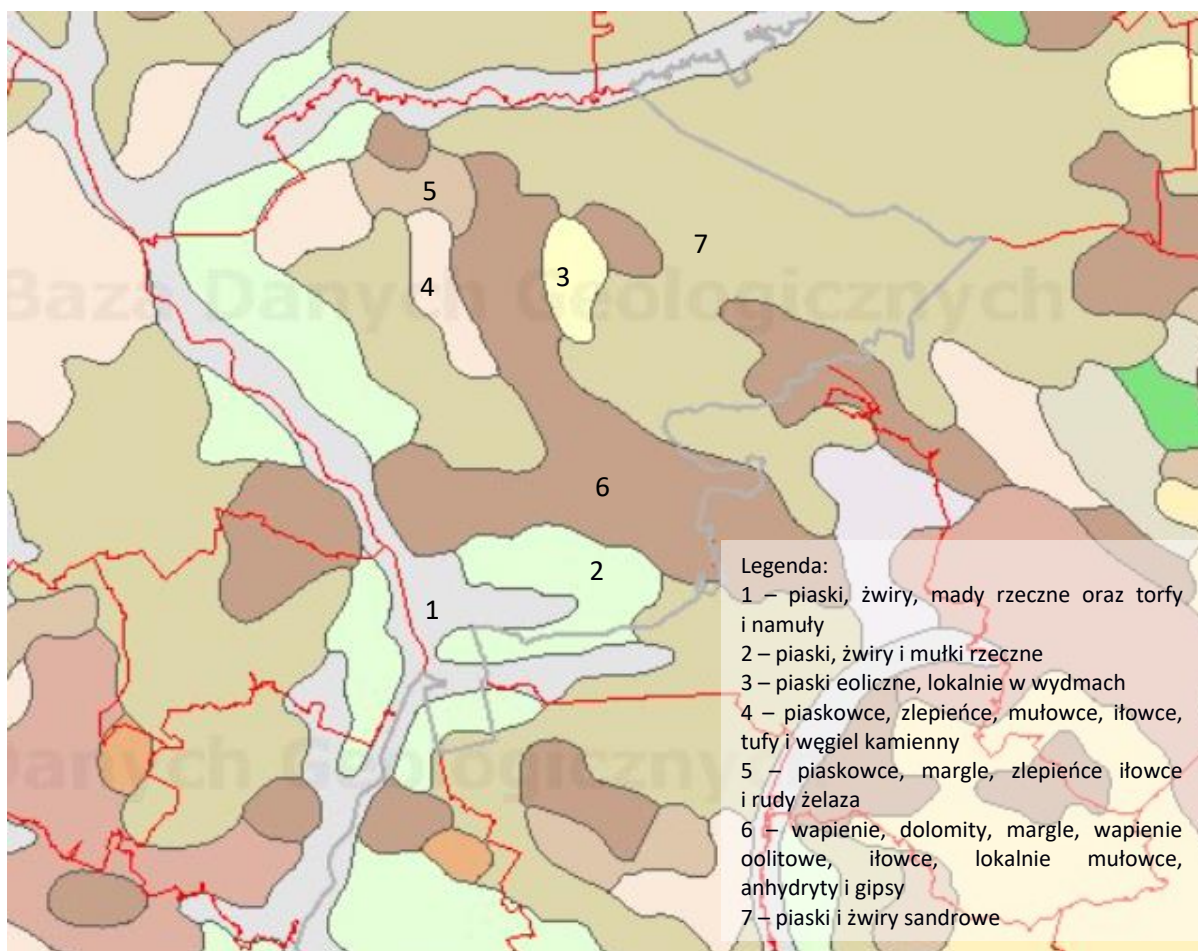 5
7
3
4
Baza Danych Geologicznych
6
2
1
Danych Geologicznych
Legenda:
1 – piaski, żwiry, mady rzeczne oraz torfy
i namuły
2 – piaski, żwiry i mułki rzeczne
3 – piaski eoliczne, lokalnie w wydmach
4 – piaskowce, zlepieńce, mułowce, iłowce,
tufy i węgiel kamienny
5 – piaskowce, margle, zlepieńce iłowce
i rudy żelaza
6 – wapienie, dolomity, margle, wapienie
oolitowe, iłowce, lokalnie mułowce,
anhydryty i gipsy
7 – piaski i żwiry sandrowe